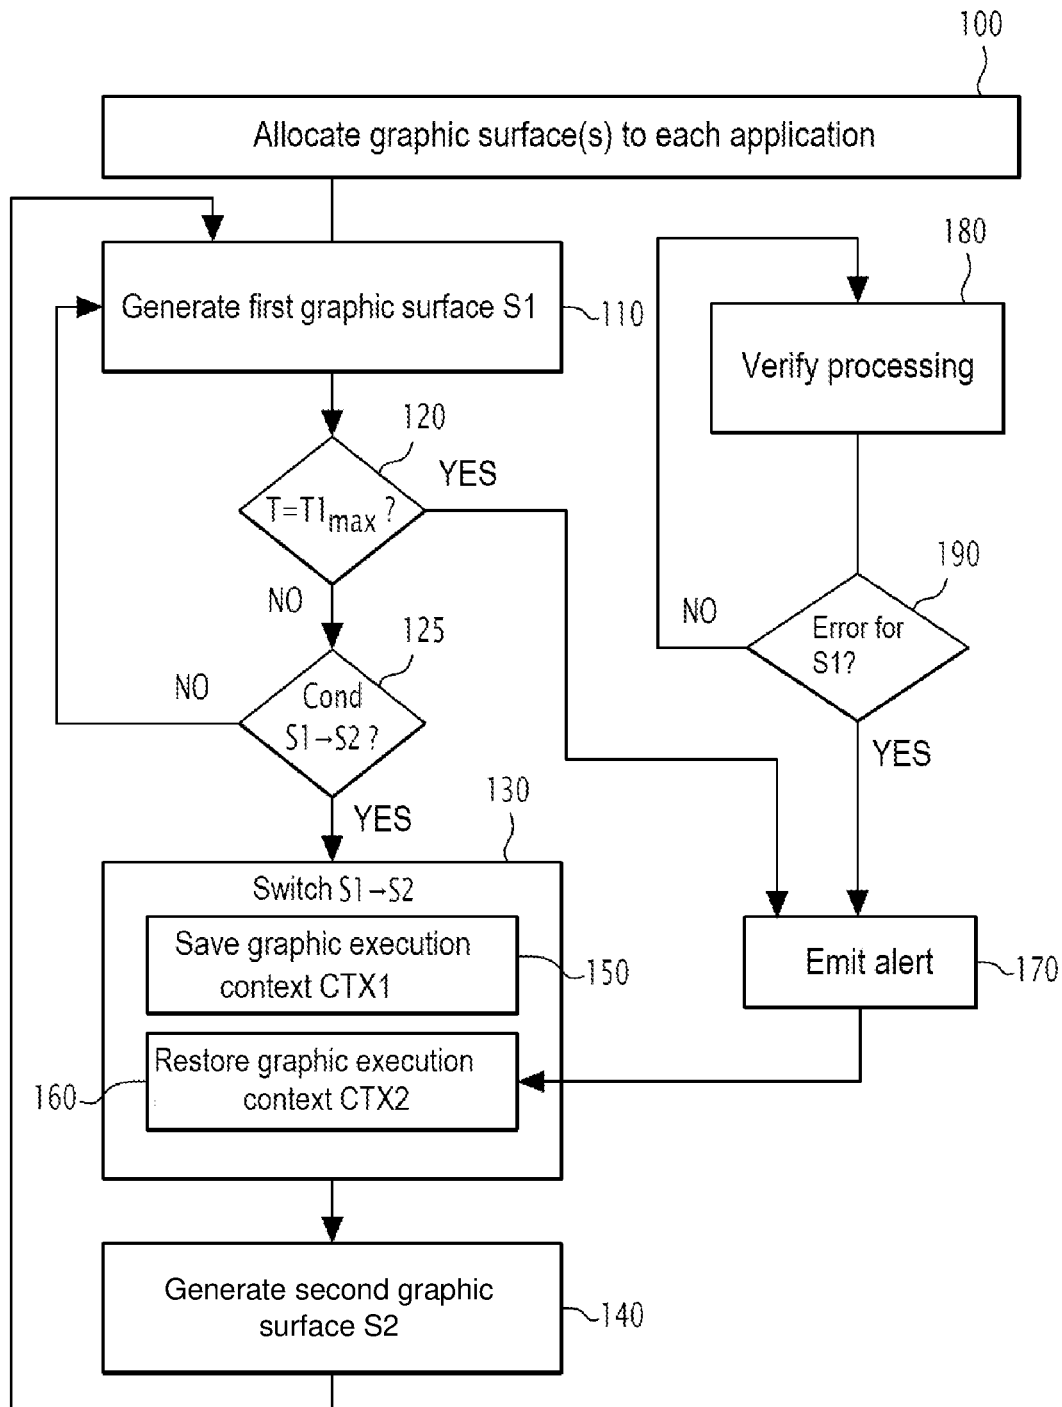 100
Allocate graphic surface(s) to each application
180
Generate first graphic surface S1
110
Verify processing
120
YES
T=T1max ?
190
NO
NO
125
Error for
S1?
NO
Cond
S1→S2 ?
YES
130
YES
Switch S1→S2
Save graphic execution
context CTX1
150
Emit alert
170
Restore graphic execution
context CTX2
160
Generate second graphic
surface S2
140